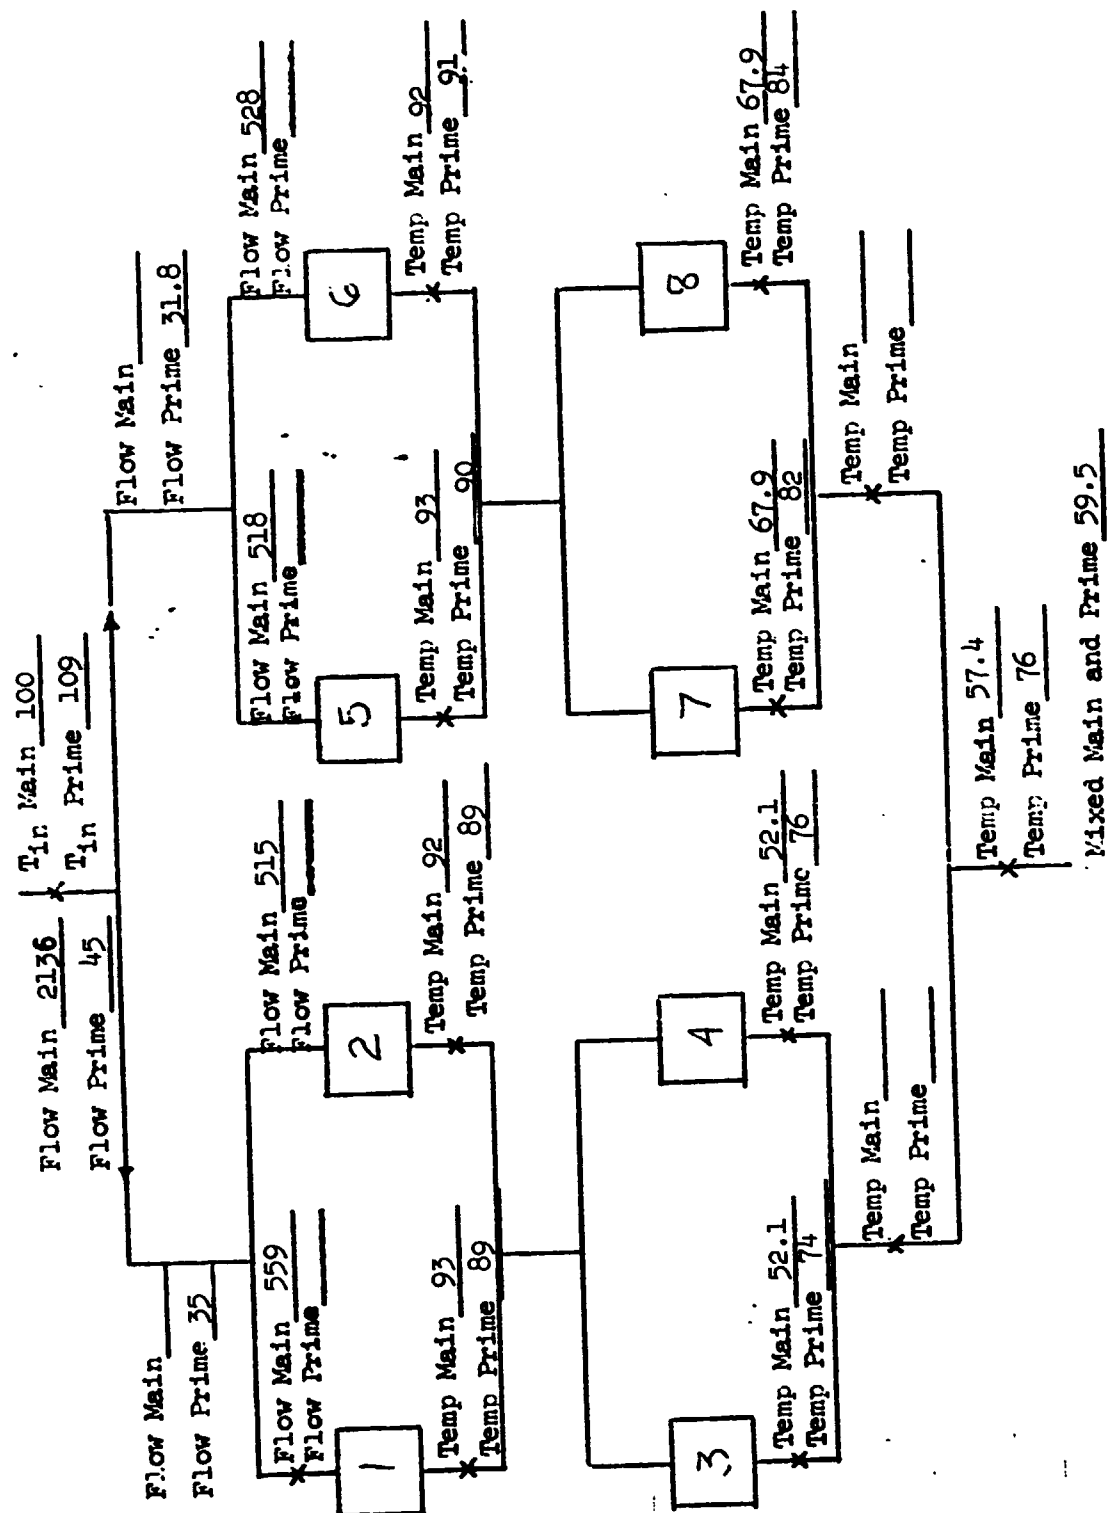 Flow Main 2136
Flow Prime 45
Tin Main 100
Tin Prime 109
Flow Main
Flow Prime 35
Flow Main
Flow Prime 31.8
Flow Main 559
Flow Prime
Flow Main 515
Flow Prime
Flow Main 518
Flow Prime
Flow Main 528
Flow Prime
1
2
5
6
Temp Main 93
Temp Prime 89
Temp Main 92
Temp Prime 89
Temp Main 93
Temp Prime 90
Temp Main 92
Temp Prime 91
3
4
7
8
Temp Main 52.1
Temp Prime 74
Temp Main 52.1
Temp Prime 76
Temp Main 67.9
Temp Prime 82
Temp Main 67.9
Temp Prime 84
Temp Main
Temp Prime
Temp Main
Temp Prime
Temp Main 57.4
Temp Prime 76
Mixed Main and Prime 59.5